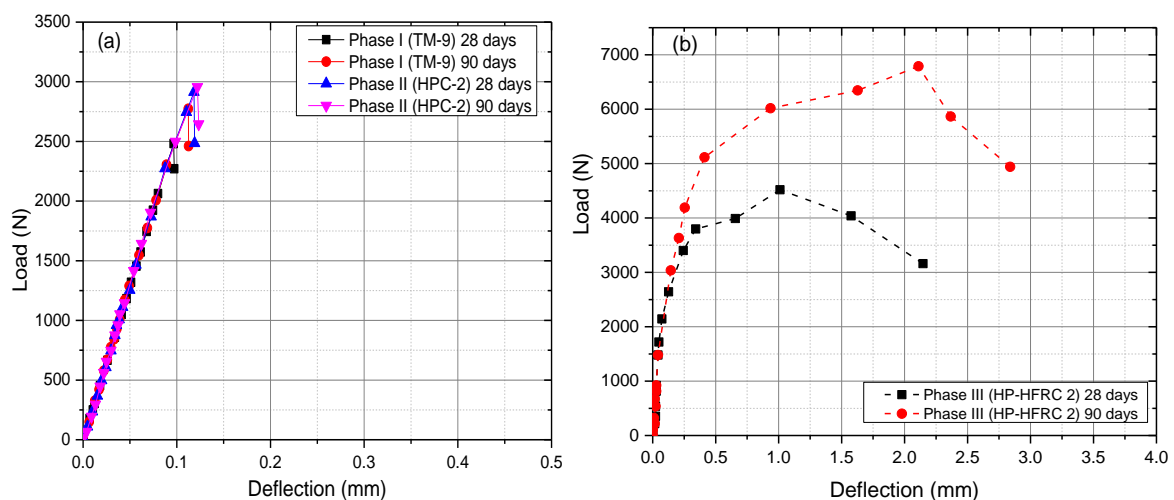 (a)
Phase I (TM-9) 28 days
Phase I (TM-9) 90 days
Phase II (HPC-2) 28 days
Phase II (HPC-2) 90 days
3500
3000
2500
2000
1500
1000
500
0
Load (N)
0.0 0.1 0.2 0.3 0.4 0.5
Deflection (mm)
(b)
7000
6000
5000
4000
3000
2000
1000
0
Load (N)
Phase III (HP-HFRC 2) 28 days
Phase III (HP-HFRC 2) 90 days
0.0 0.5 1.0 1.5 2.0 2.5 3.0 3.5 4.0
Deflection (mm)